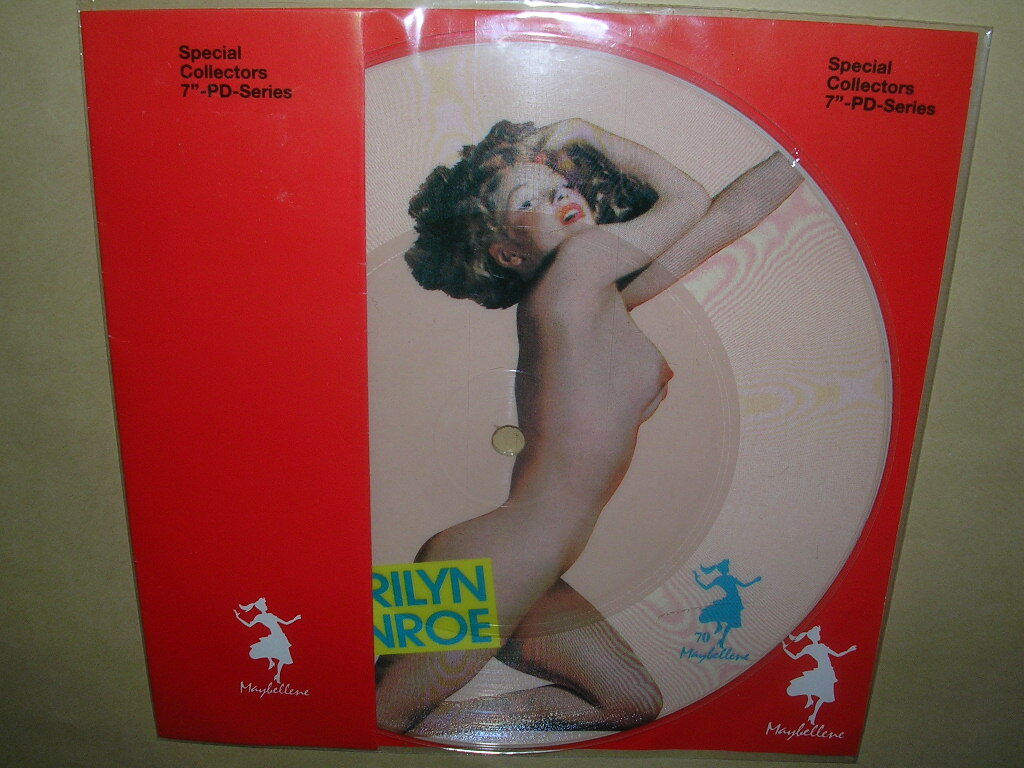 Special
Collectors
7”-PD-Series
Special
Collectors
7”-PD-Series
RILYN
NROE
70
Maybellene
Maybellene
Maybellene